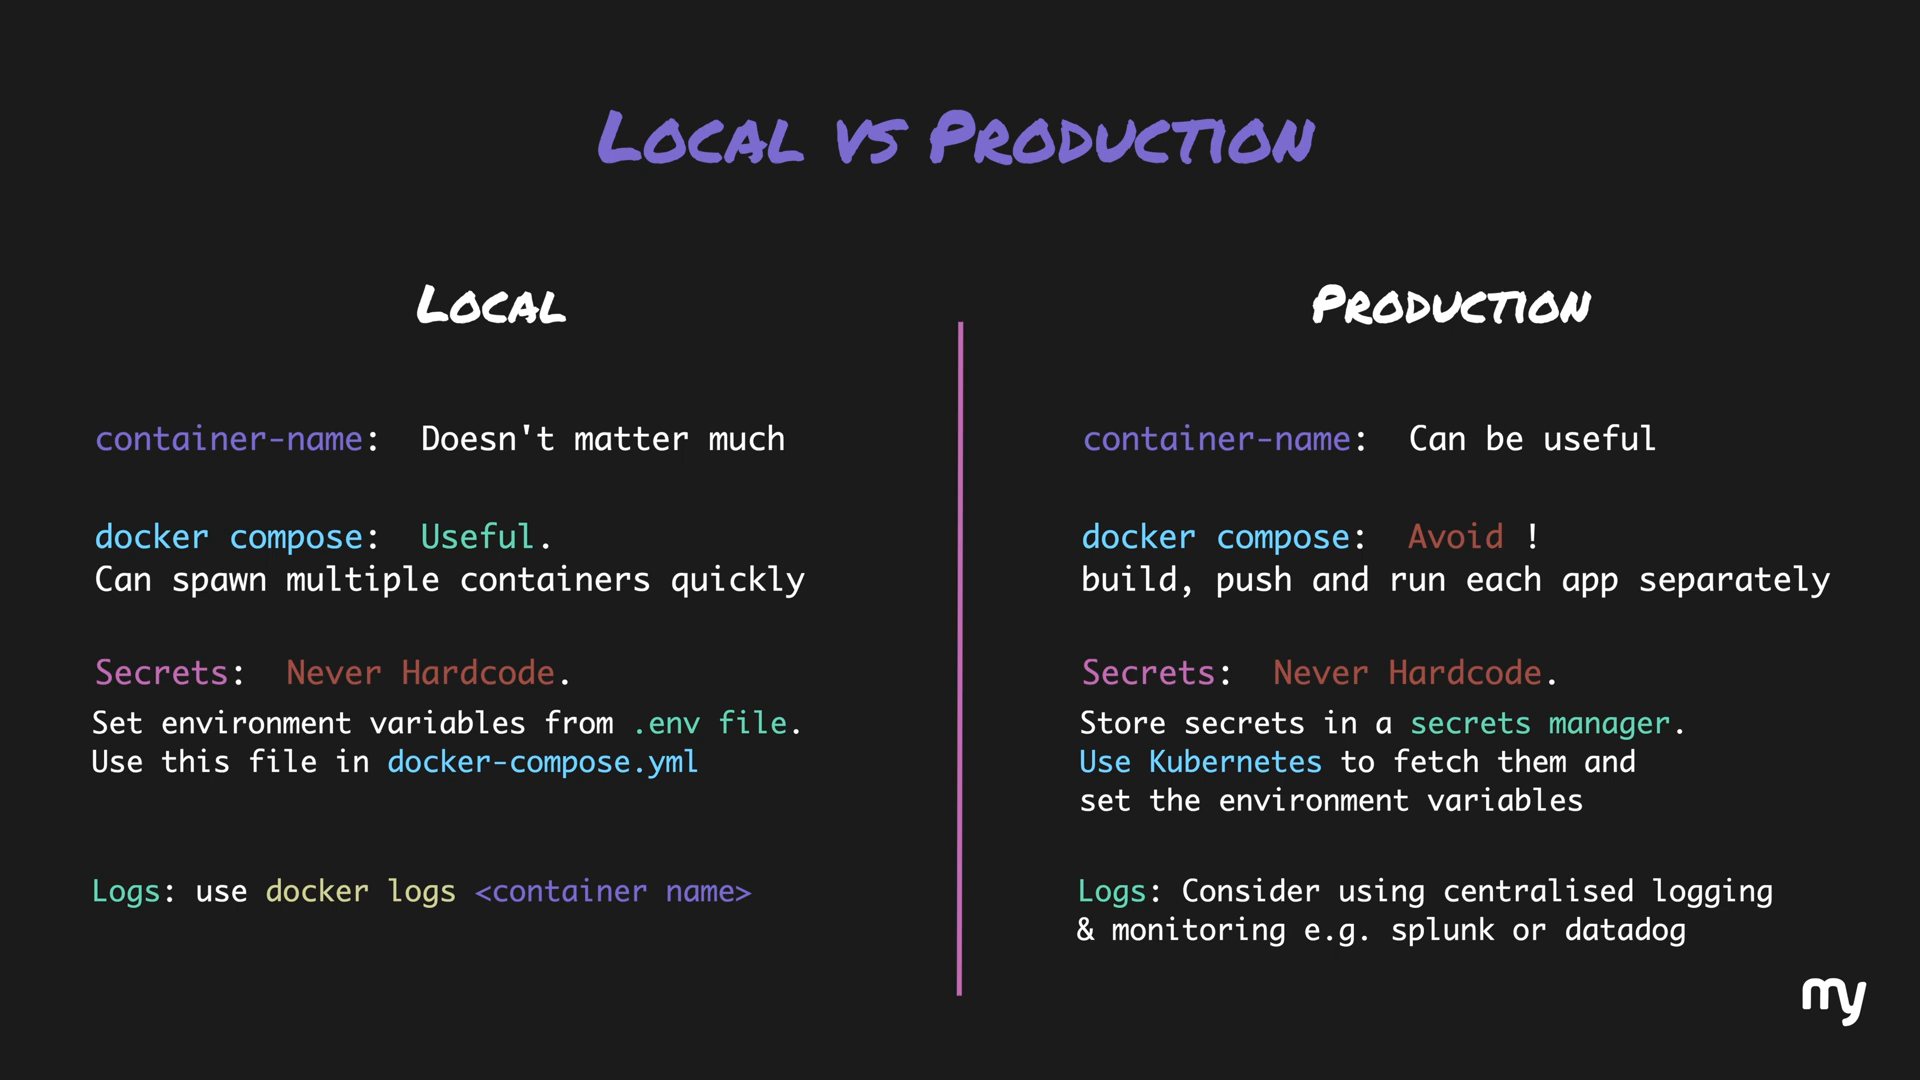 Local vs Production
Local
container-name: Doesn't matter much
docker compose: Useful.
Can spawn multiple containers quickly
Secrets: Never Hardcode.
Set environment variables from .env file.
Use this file in docker-compose.yml
Logs: use docker logs <container name>
Production
container-name: Can be useful
docker compose: Avoid !
build, push and run each app separately
Secrets: Never Hardcode.
Store secrets in a secrets manager.
Use Kubernetes to fetch them and
set the environment variables
Logs: Consider using centralised logging
& monitoring e.g. splunk or datadog
my